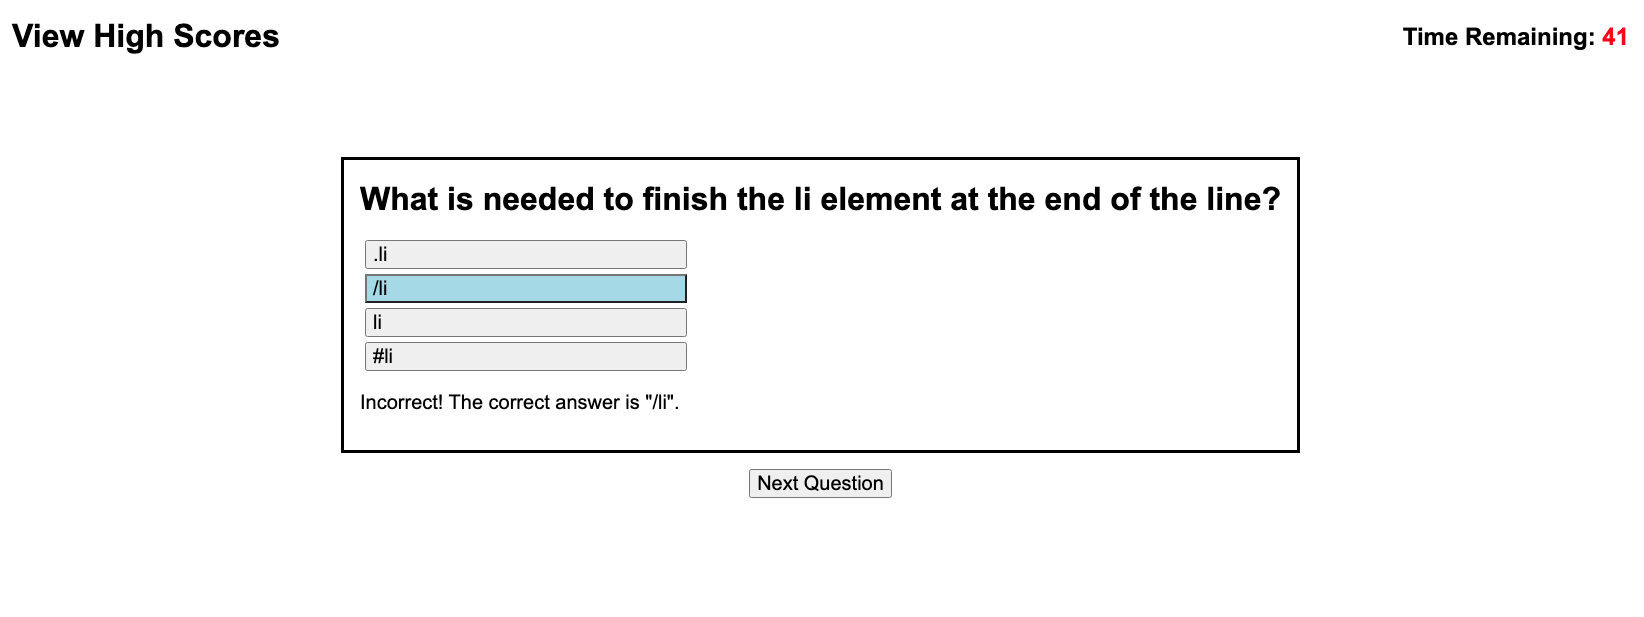 View High Scores
Time Remaining: 41
What is needed to finish the li element at the end of the line?
.li
/li
li
#li
Incorrect! The correct answer is "/li".
Next Question